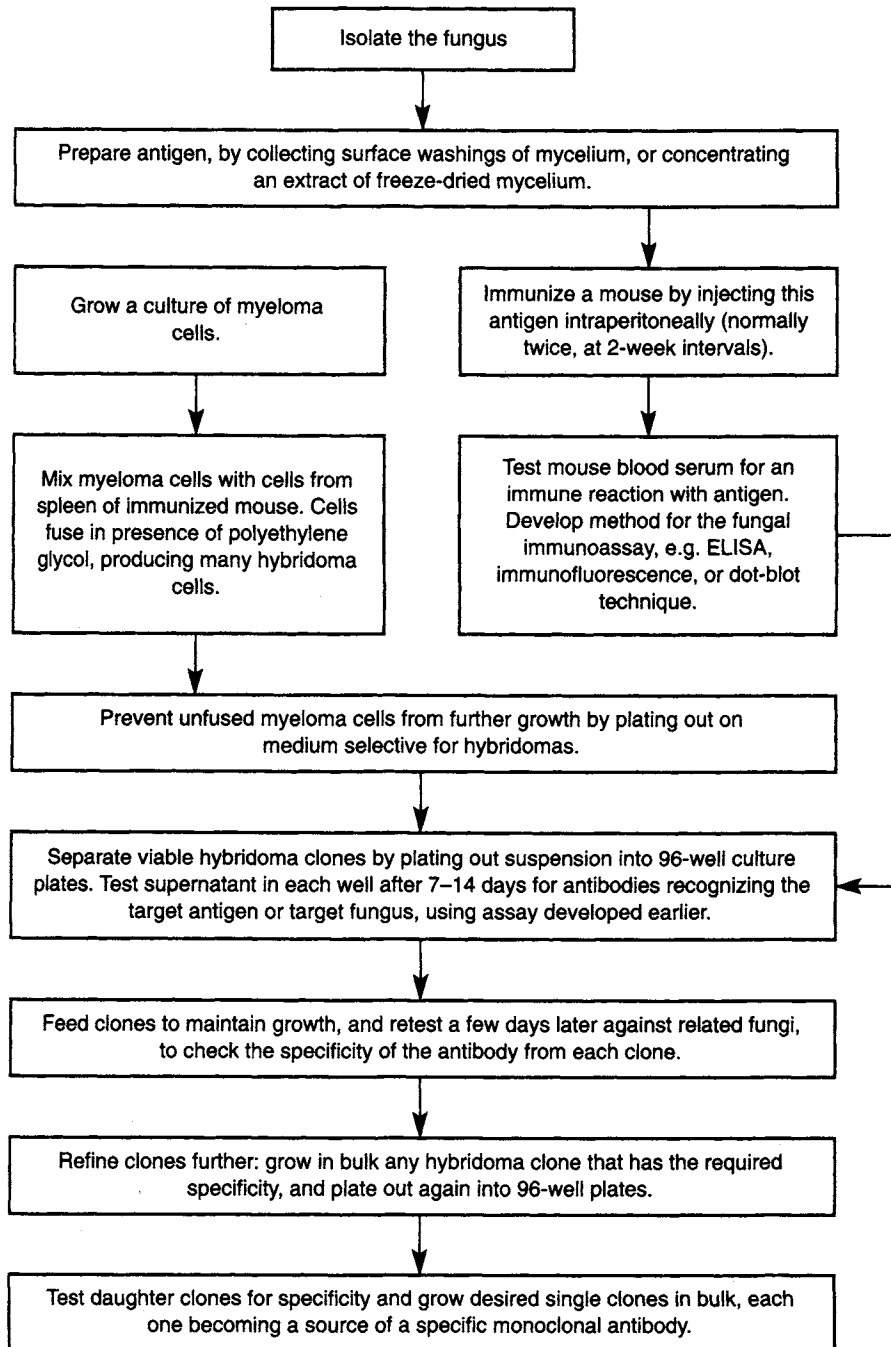 Isolate the fungus
Prepare antigen, by collecting surface washings of mycelium, or concentrating
an extract of freeze-dried mycelium.
Grow a culture of myeloma
cells.
Immunize a mouse by injecting this
antigen intraperitoneally (normally
twice, at 2-week intervals).
Mix myeloma cells with cells from
spleen of immunized mouse. Cells
fuse in presence of polyethylene
glycol, producing many hybridoma
cells.
Test mouse blood serum for an
immune reaction with antigen.
Develop method for the fungal
immunoassay, e.g. ELISA,
immunofluorescence, or dot-blot
technique.
Prevent unfused myeloma cells from further growth by plating out on
medium selective for hybridomas.
Separate viable hybridoma clones by plating out suspension into 96-well culture
plates. Test supernatant in each well after 7–14 days for antibodies recognizing the
target antigen or target fungus, using assay developed earlier.
Feed clones to maintain growth, and retest a few days later against related fungi,
to check the specificity of the antibody from each clone.
Refine clones further: grow in bulk any hybridoma clone that has the required
specificity, and plate out again into 96-well plates.
Test daughter clones for specificity and grow desired single clones in bulk, each
one becoming a source of a specific monoclonal antibody.